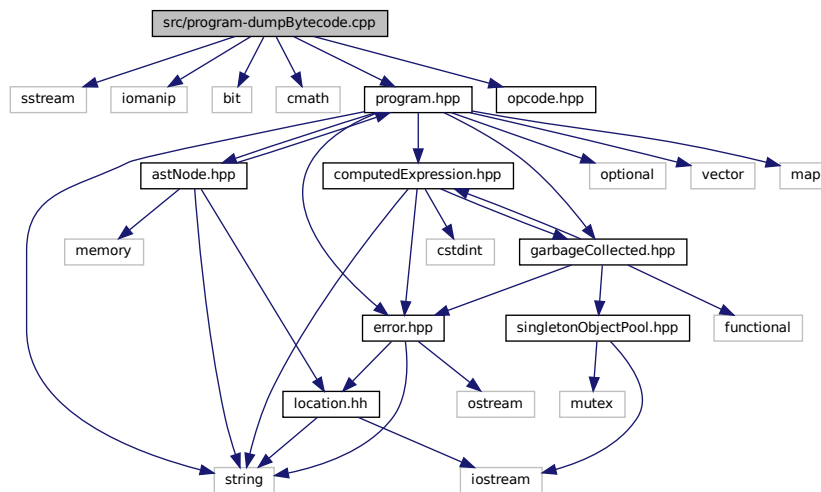 src/program-dumpBytecode.cpp
sstream
iomanip
bit
cmath
program.hpp
opcode.hpp
astNode.hpp
computedExpression.hpp
optional
vector
map
memory
cstdint
garbageCollected.hpp
error.hpp
singletonObjectPool.hpp
functional
location.hh
ostream
mutex
string
iostream